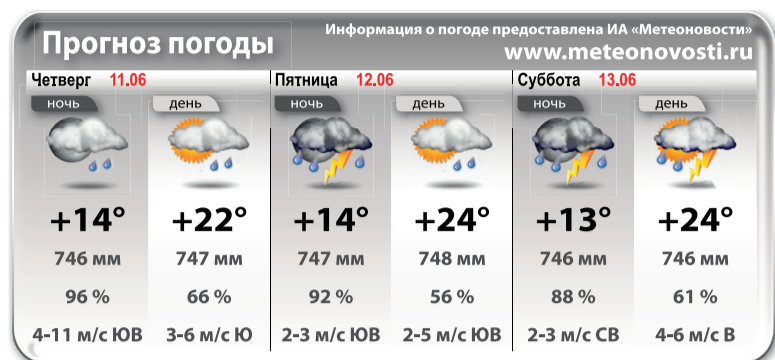 Прогноз погоды
Информация о погоде предоставлена ИА «Метеоновости»
www.meteonovosti.ru
Четверг 11.06 Пятница 12.06 Суббота 13.06
ночь день ночь день ночь день
+14° +22° +14° +24° +13° +24°
746 мм 747 мм 747 мм 748 мм 746 мм 746 мм
96 % 66 % 92 % 56 % 88 % 61 %
4-11 м/с ЮВ 3-6 м/с Ю 2-3 м/с ЮВ 2-5 м/с ЮВ 2-3 м/с СВ 4-6 м/с В